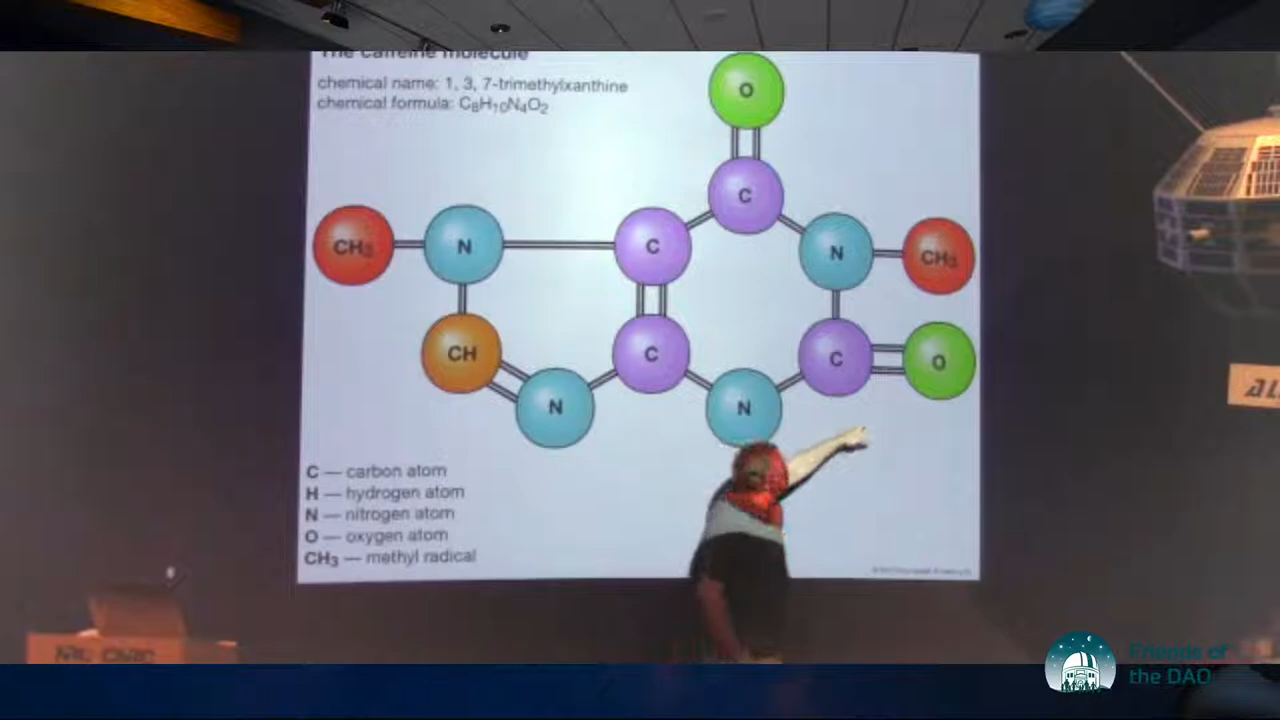 The caffeine molecule
chemical name: 1, 3, 7-trimethylxanthine
chemical formula: C₈H₁₀N₄O₂
O
C
CH₃ N C N CH₃
CH C C O
N N
C — carbon atom
H — hydrogen atom
N — nitrogen atom
O — oxygen atom
CH₃ — methyl radical
AL
Friends of
the DAO